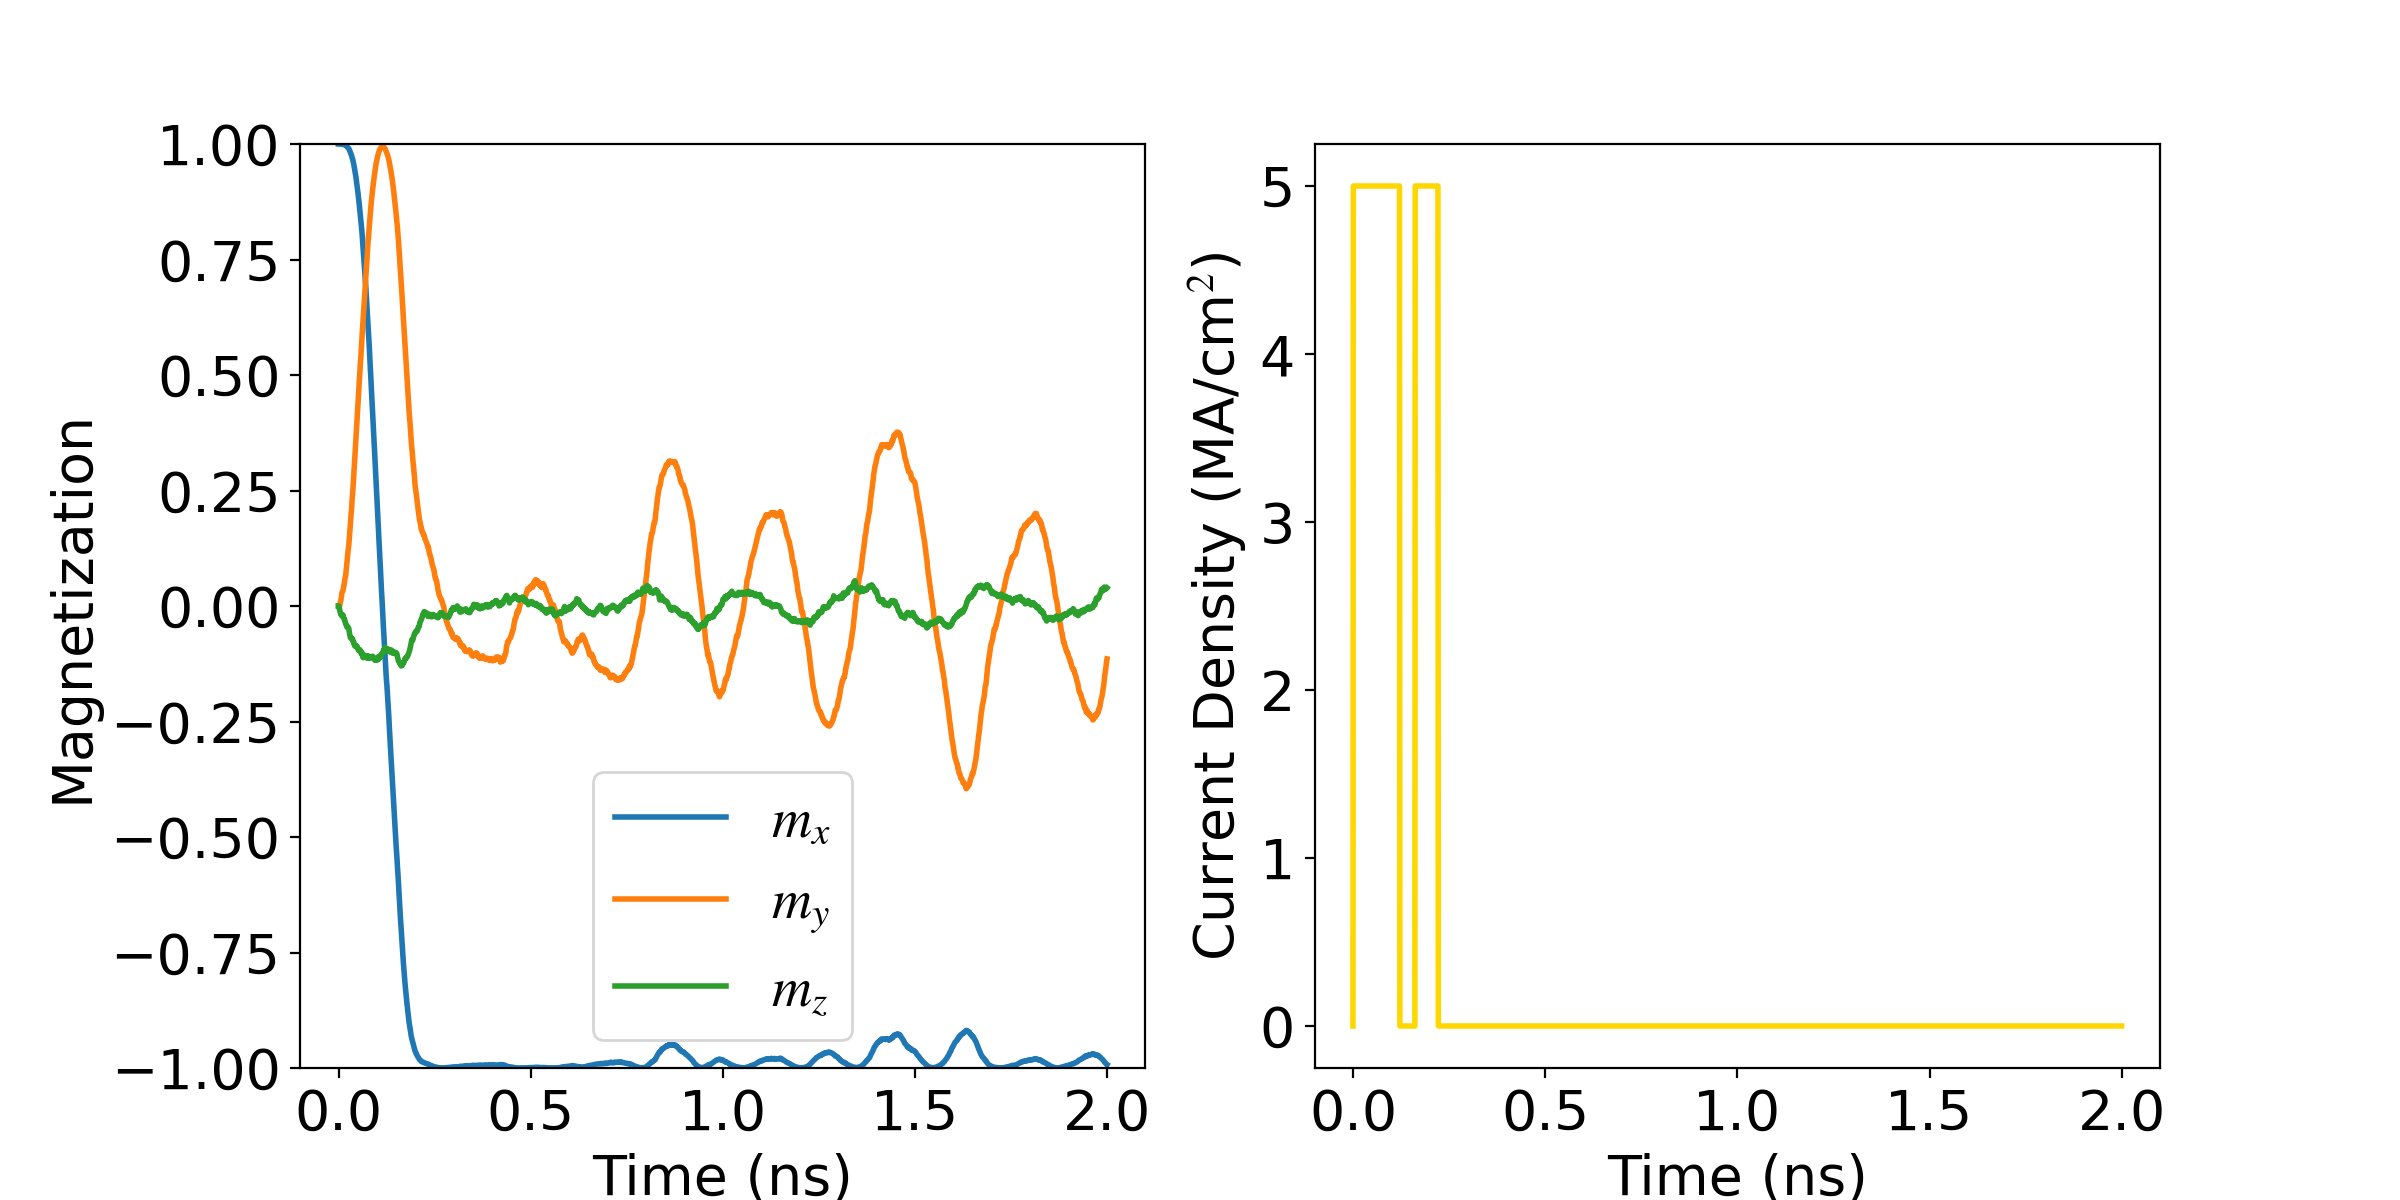 Magnetization
1.00
0.75
0.50
0.25
0.00
−0.25
−0.50
−0.75
−1.00
0.0 0.5 1.0 1.5 2.0
Time (ns)
m_x
m_y
m_z
Current Density (MA/cm²)
5
4
3
2
1
0
0.0 0.5 1.0 1.5 2.0
Time (ns)